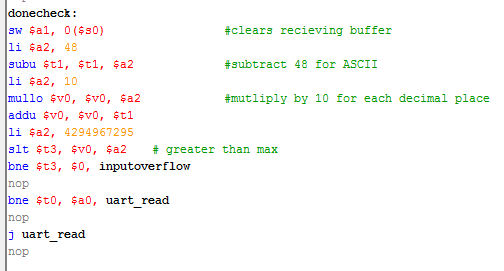 donecheck:
sw $a1, 0($s0) #clears recieving buffer
li $a2, 48
subu $t1, $t1, $a2 #subtract 48 for ASCII
li $a2, 10
mullo $v0, $v0, $a2 #mutliply by 10 for each decimal place
addu $v0, $v0, $t1
li $a2, 4294967295
slt $t3, $v0, $a2 # greater than max
bne $t3, $0, inputoverflow
nop
bne $t0, $a0, uart_read
nop
j uart_read
nop